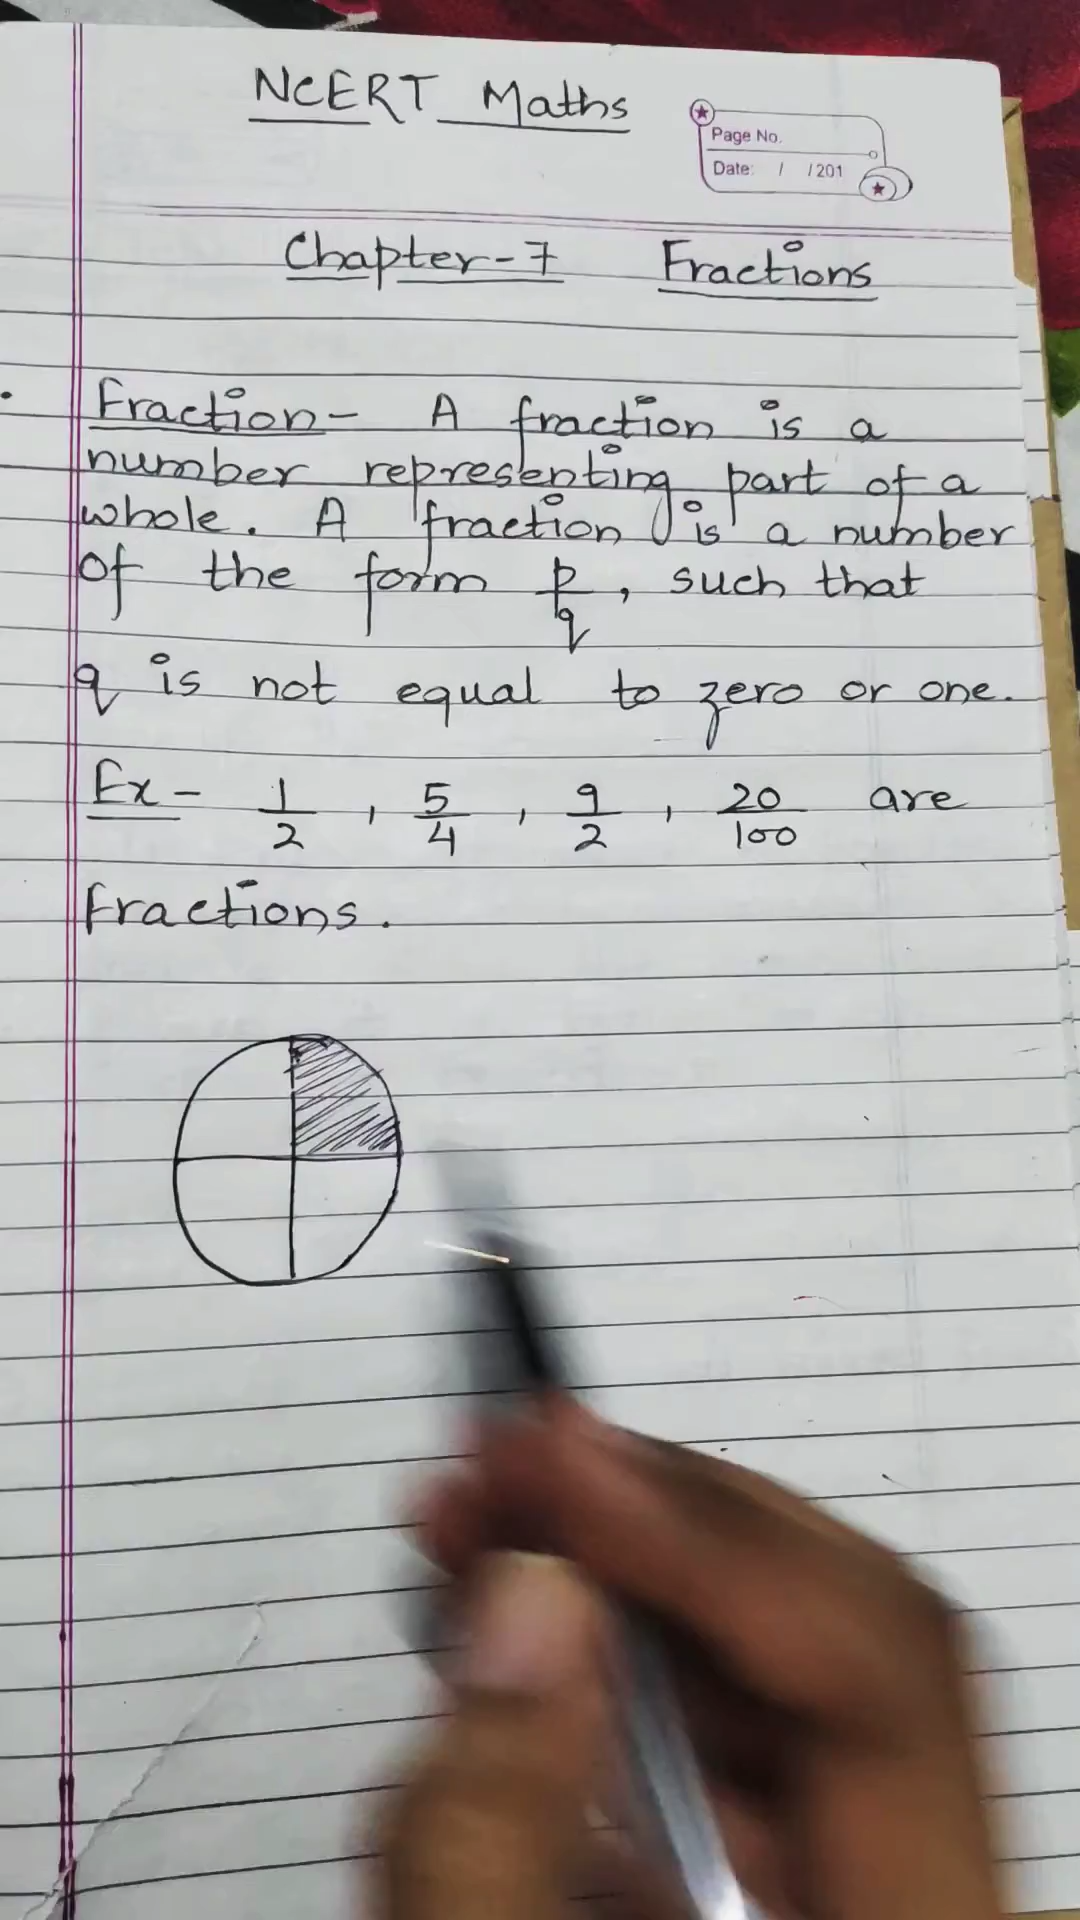 NCERT Maths
Page No.
Date: / /201
Chapter-7 Fractions
Fraction- A fraction is a
number representing part of a
whole. A fraction is a number
of the form p/q, such that
q is not equal to zero or one.
Ex- 1/2, 5/4, 9/2, 20/100 are
fractions.